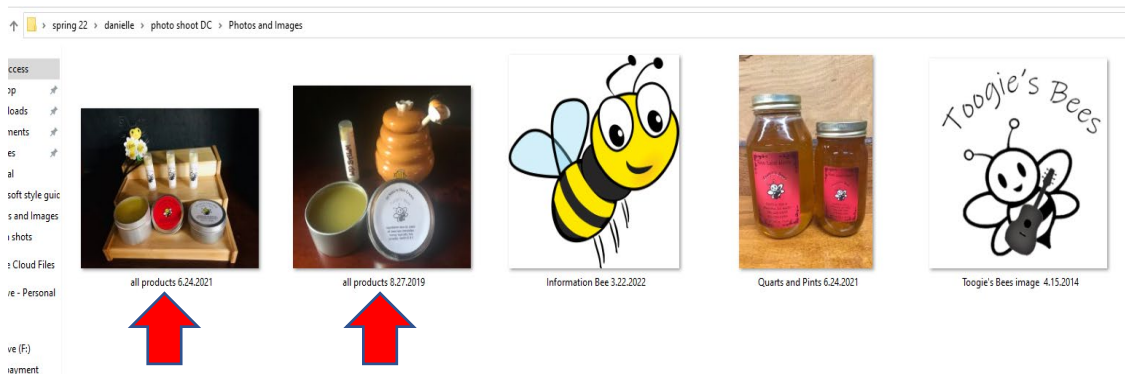 spring 22 > danielle > photo shoot DC > Photos and Images
ccess
op
loads
ments
es
al
soft style guic
s and Images
shots
e Cloud Files
ve - Personal
ve (F:)
payment
Toogie's Bees
all products 6.24.2021
all products 8.27.2019
Information Bee 3.22.2022
Quarts and Pints 6.24.2021
Toogie's Bees image 4.15.2014